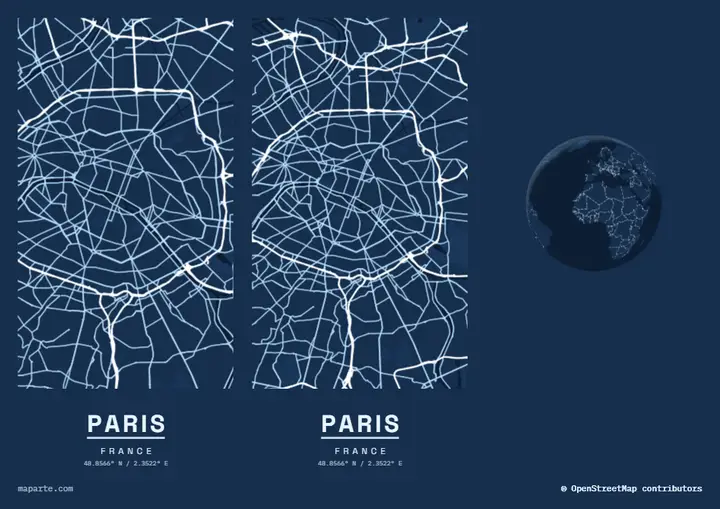 PARIS
FRANCE
48.8566° N / 2.3522° E
PARIS
FRANCE
48.8566° N / 2.3522° E
maparte.com
© OpenStreetMap contributors